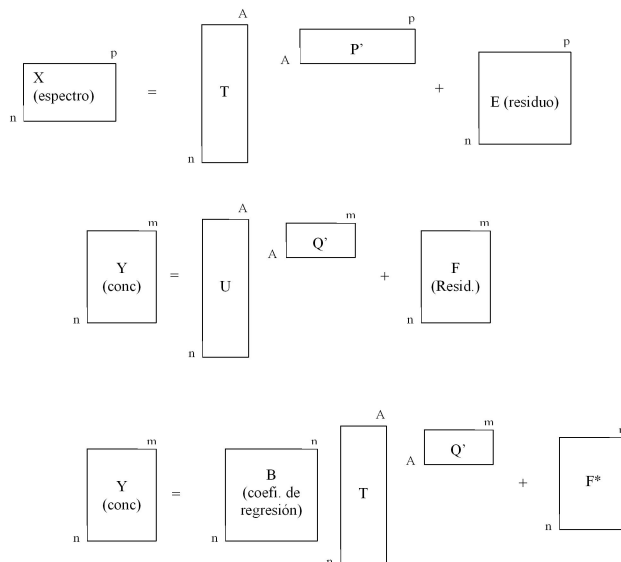 A
p
p
P'
A
X
(espectro)
=
T
+
E (residuo)
n
n
n
A
m
m
m
Q'
A
Y
(conc)
=
U
+
F
(Resid.)
n
n
n
A
m
n
m
Q'
A
Y
(conc)
=
B
(coefi. de
regresión)
T
+
F*
n
n
n
n